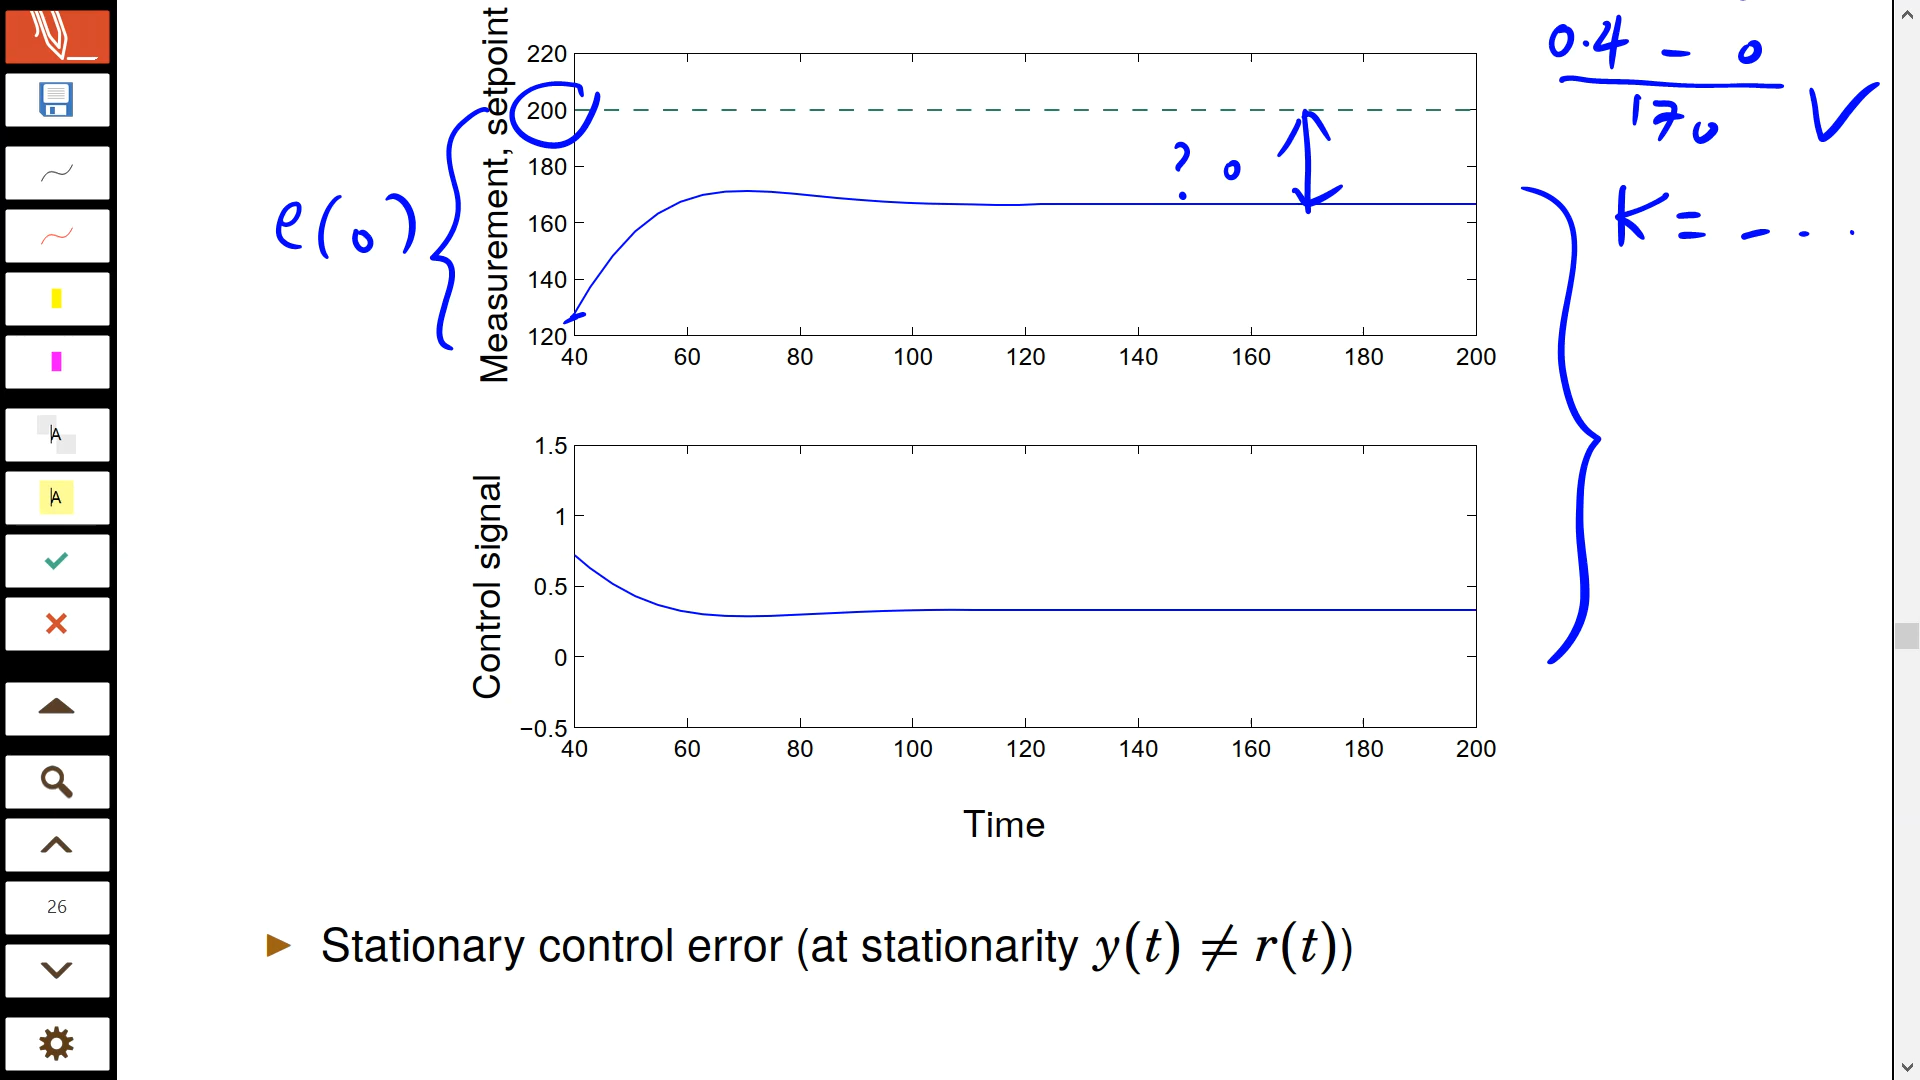 Measurement, setpoint
220
200
180
160
140
120
40 60 80 100 120 140 160 180 200
e(0)
? 0
0.4 - 0
170
K = - - . .
Control signal
1.5
1
0.5
0
−0.5
40 60 80 100 120 140 160 180 200
Time
► Stationary control error (at stationarity y(t) ≠ r(t))
A
A
26